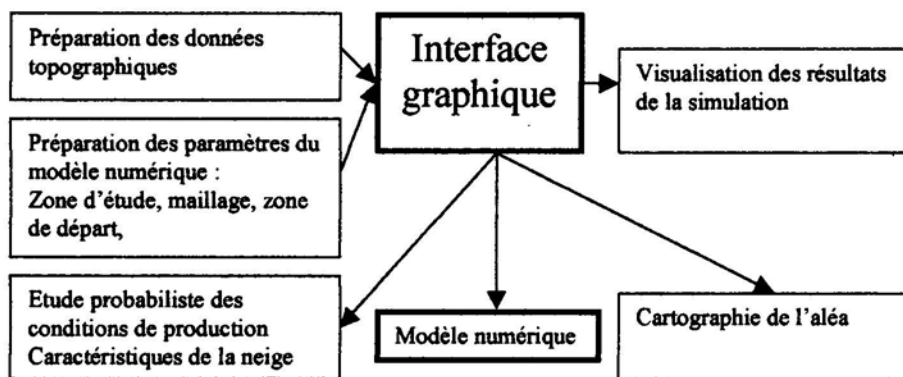 Préparation des données
topographiques
Interface
graphique
Visualisation des résultats
de la simulation
Préparation des paramètres du
modèle numérique :
Zone d'étude, maillage, zone
de départ,
Etude probabiliste des
conditions de production
Caractéristiques de la neige
Modèle numérique
Cartographie de l'aléa